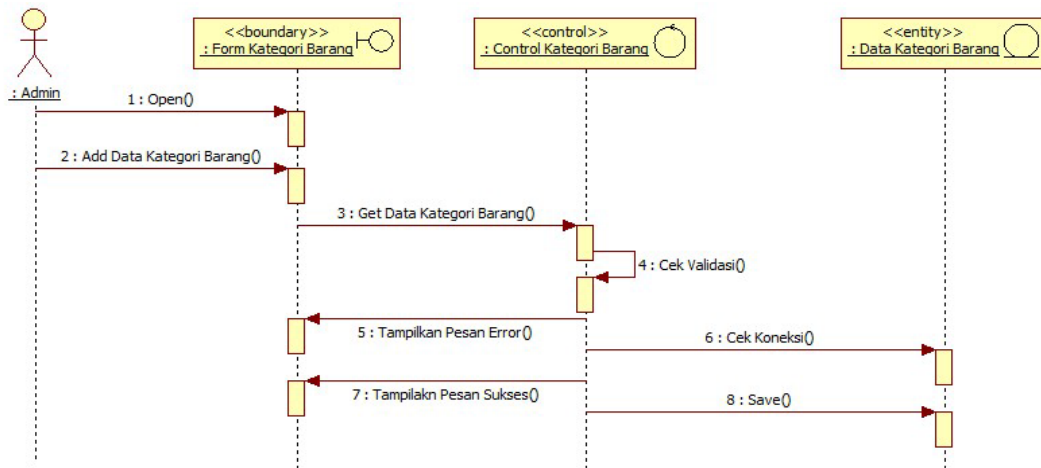 <<boundary>>
: Form Kategori Barang
<<control>>
: Control Kategori Barang
<<entity>>
: Data Kategori Barang
: Admin
1 : Open()
2 : Add Data Kategori Barang()
3 : Get Data Kategori Barang()
4 : Cek Validasi()
5 : Tampilkan Pesan Error()
6 : Cek Koneksi()
7 : Tampilakn Pesan Sukses()
8 : Save()